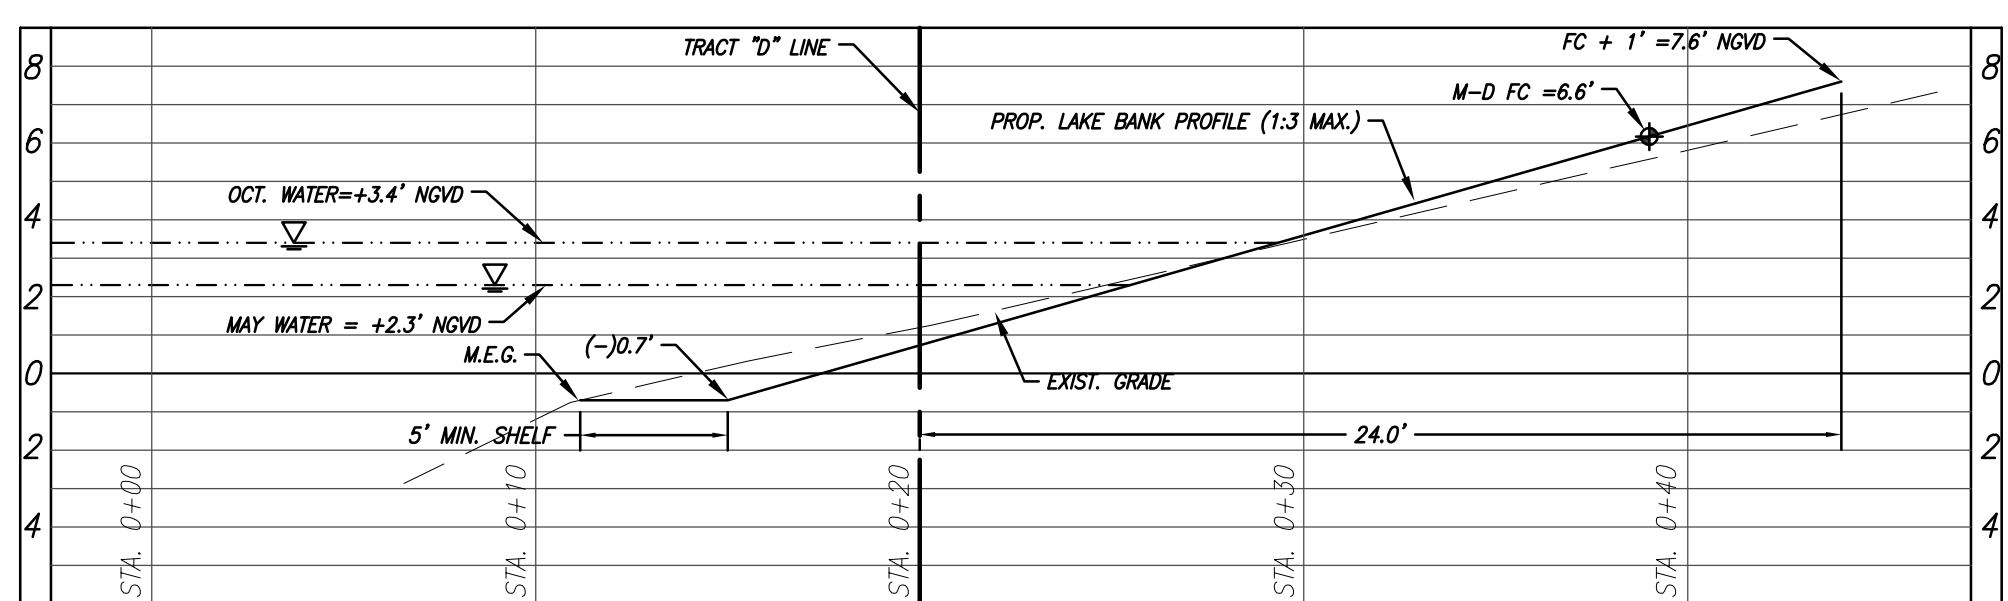 TRACT "D" LINE
FC + 1' =7.6' NGVD
8
8
M-D FC =6.6'
PROP. LAKE BANK PROFILE (1:3 MAX.)
6
6
OCT. WATER=+3.4' NGVD
4
4
2
2
MAY WATER = +2.3' NGVD
M.E.G.
(-)0.7'
0
0
EXIST. GRADE
5' MIN. SHELF
24.0'
2
2
STA. 0+00
STA. 0+10
STA. 0+20
STA. 0+30
STA. 0+40
4
4